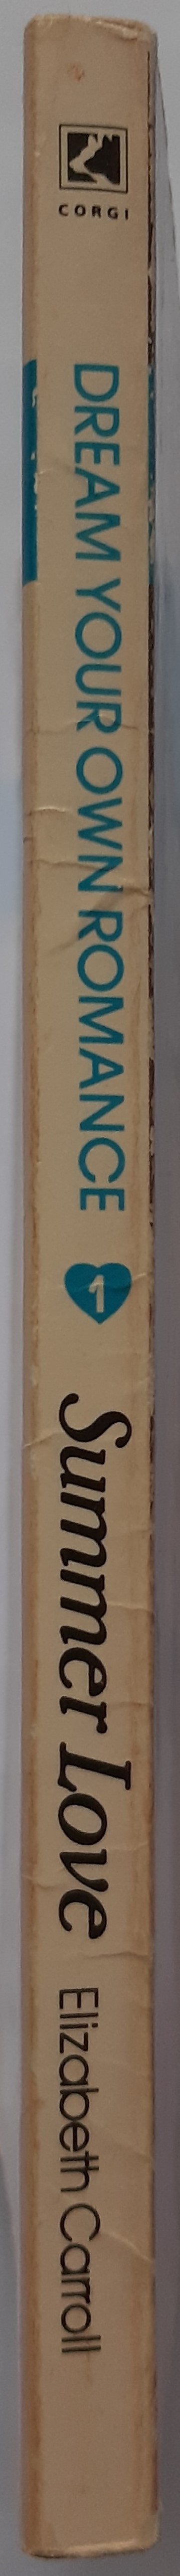 CORGI
DREAM YOUR OWN ROMANCE
1
Summer Love
Elizabeth Carroll